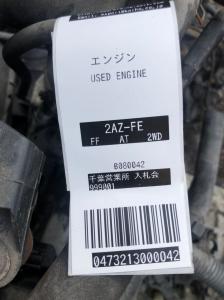 エンジン
USED ENGINE
2AZ-FE
FF AT 2WD
8080042
千葉営業所 入札会
999001
0473213000042